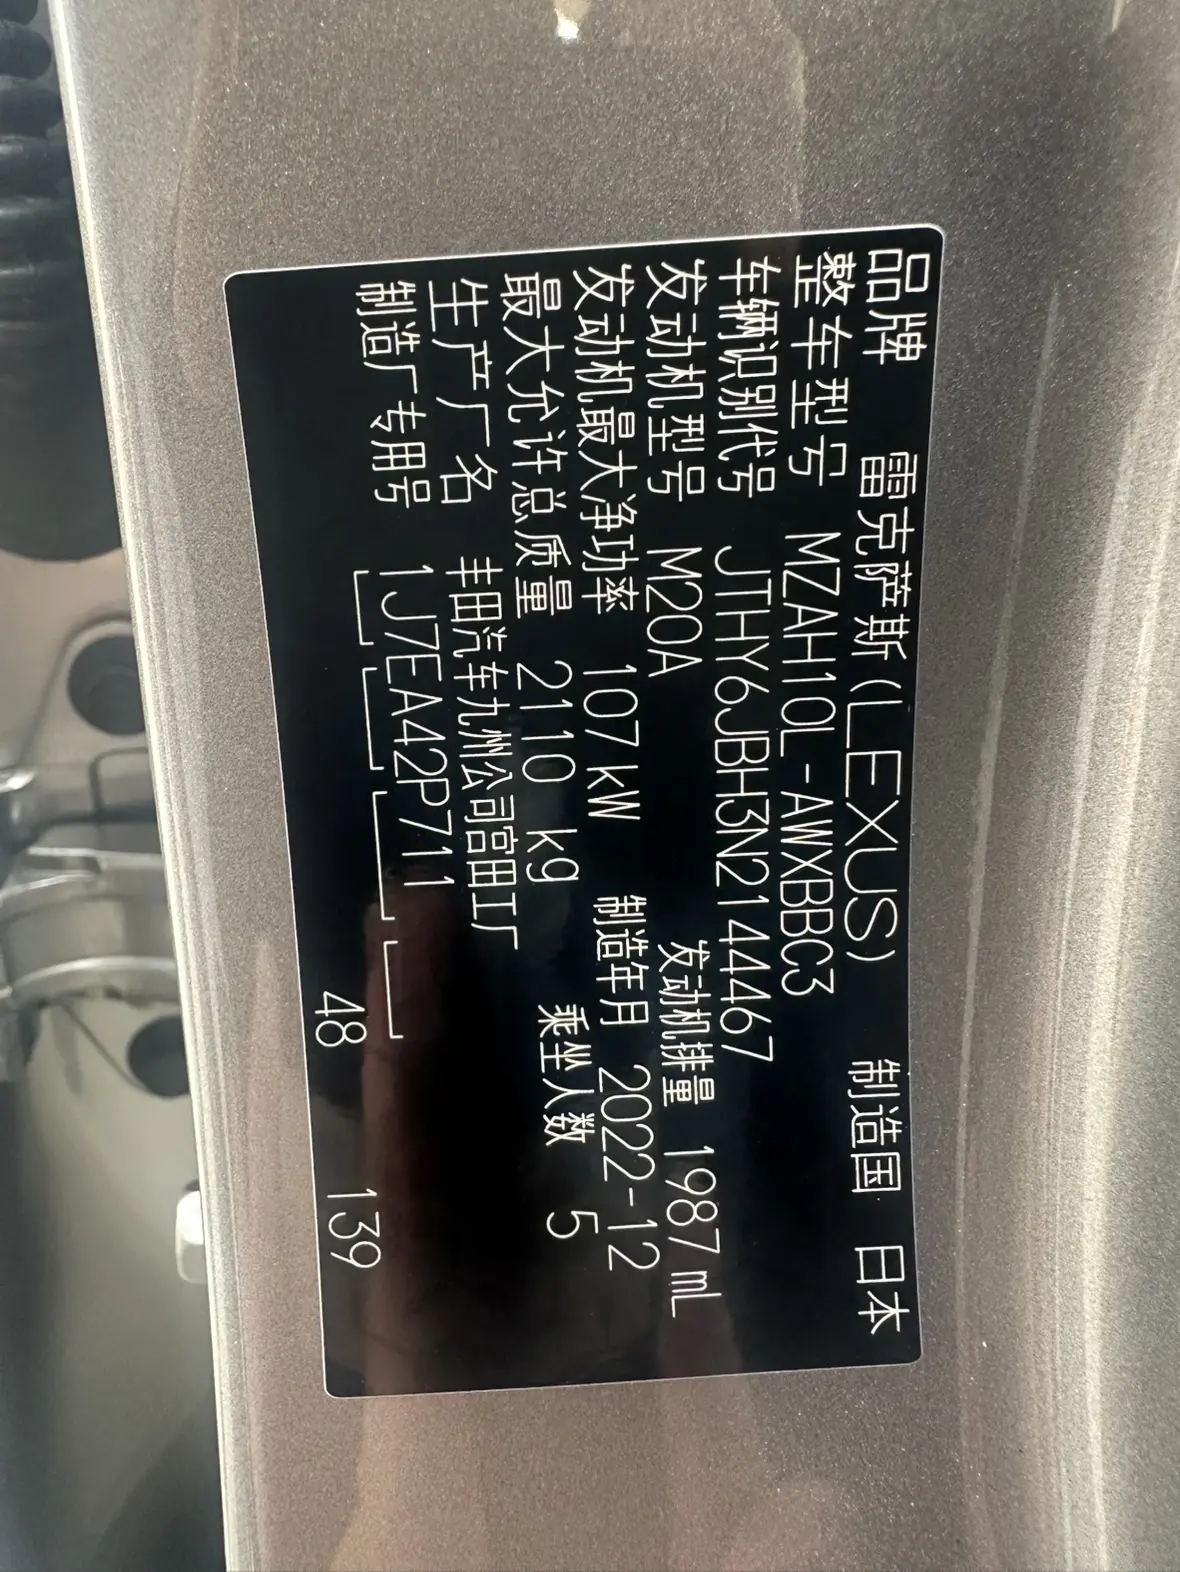 品牌 雷克萨斯(LEXUS) 制造国 日本
整车型号 MZAH10L-AWXBBC3
车辆识别代号 JTHY6JBH3N2144467
发动机型号 M20A 发动机排量 1987 mL
发动机最大净功率 107 kW 制造年月 2022-12
最大允许总质量 2110 kg 乘坐人数 5
生产厂名 丰田汽车九州公司宫田工厂
制造厂专用号 1J7EA42P711
48 139